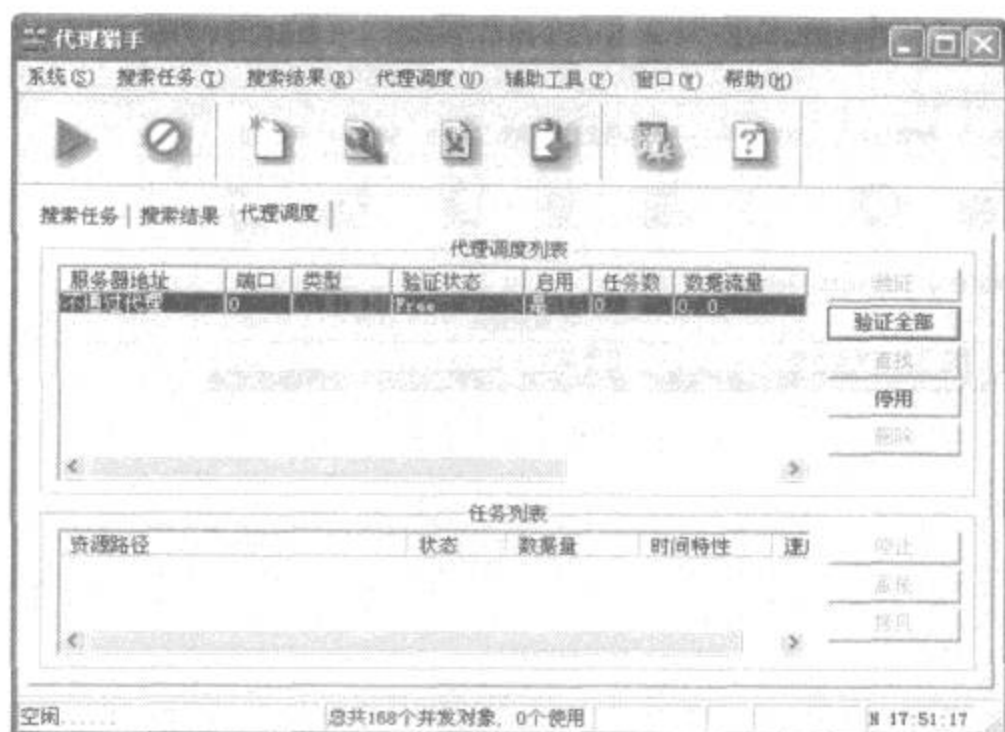 代理猎手
系统(S) 搜索任务(T) 搜索结果(R) 代理调度(U) 辅助工具(P) 窗口(W) 帮助(H)
搜索任务 搜索结果 代理调度
代理调度列表
服务器地址 端口 类型 验证状态 启用 任务数 数据流量
不通过代理 0 Free 是 0 0, 0
验证
验证全部
查找
停用
删除
任务列表
资源路径 状态 数据量 时间特性
停止
空闲......
总共168个并发对象, 0个使用
N 17:51:17